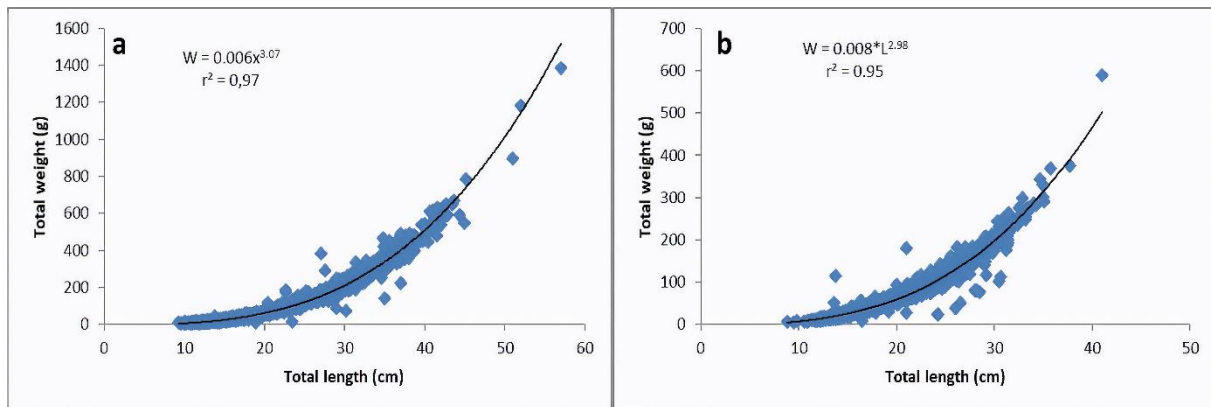 a
W = 0.006x^3.07
r² = 0,97
Total weight (g)
1600
1400
1200
1000
800
600
400
200
0
0 10 20 30 40 50 60
Total length (cm)
b
W = 0.008*L^2.98
r² = 0.95
Total weight (g)
700
600
500
400
300
200
100
0
0 10 20 30 40 50
Total length (cm)